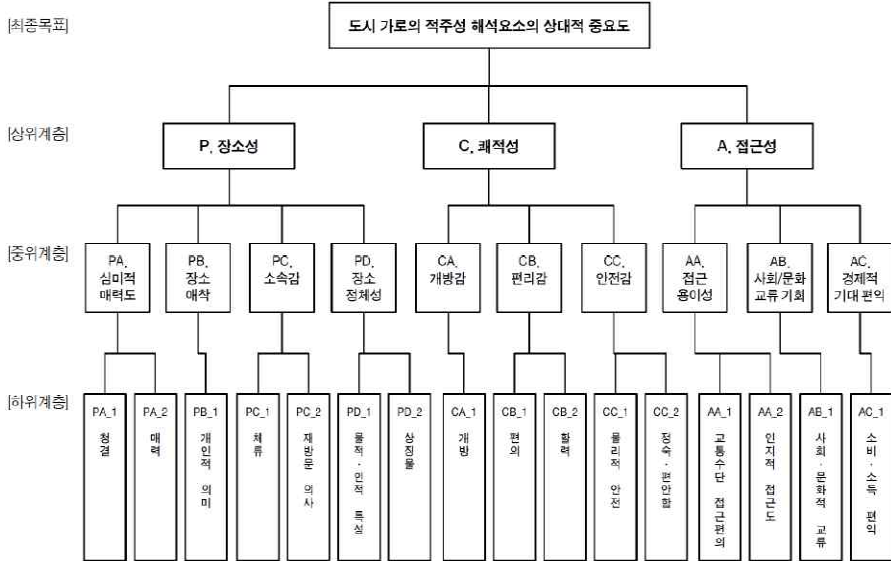 [최종목표]
도시 가로의 적주성 해석요소의 상대적 중요도
[상위계층]
P. 장소성
C. 쾌적성
A. 접근성
[중위계층]
PA.
심미적
매력도
PB.
장소
애착
PC.
소속감
PD.
장소
정체성
CA.
개방감
CB.
편리감
CC.
안전감
AA.
접근
용이성
AB.
사회/문화
교류 기회
AC.
경제적
기대 편익
[하위계층]
PA_1
청결
PA_2
매력
PB_1
개인적 의미
PC_1
체류
PC_2
재방문 의사
PD_1
물적·인적 특성
PD_2
상징물
CA_1
개방
CB_1
편의
CB_2
활력
CC_1
물리적 안전
CC_2
정숙·편안함
AA_1
교통수단 접근편의
AA_2
인지적 접근도
AB_1
사회·문화적 교류
AC_1
소비·소득 편익